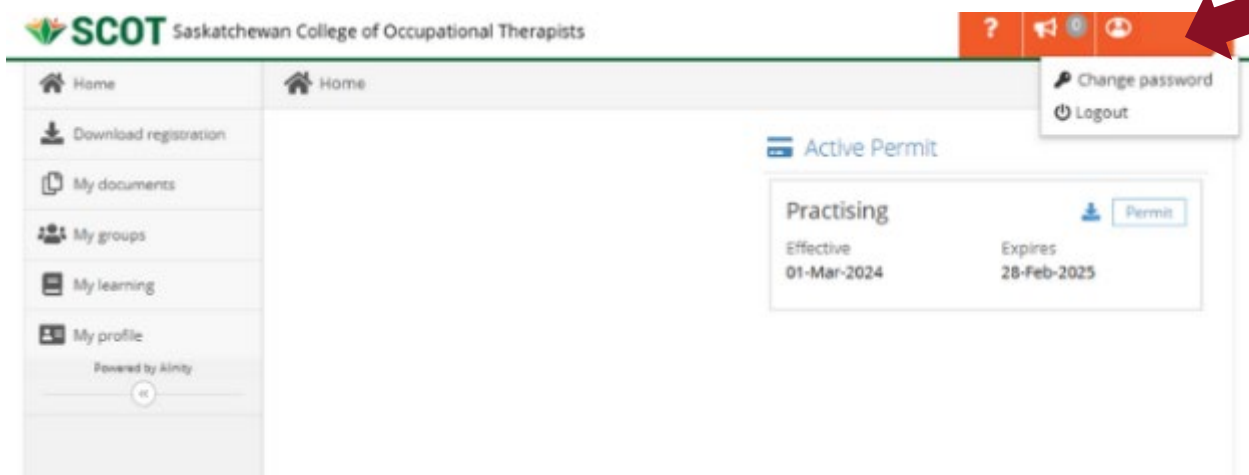 SCOT Saskatchewan College of Occupational Therapists
? 0
Home
Home
Change password
Logout
Download registration
My documents
My groups
My learning
My profile
Powered by Alinity
Active Permit
Practising
Permit
Effective
Expires
01-Mar-2024
28-Feb-2025